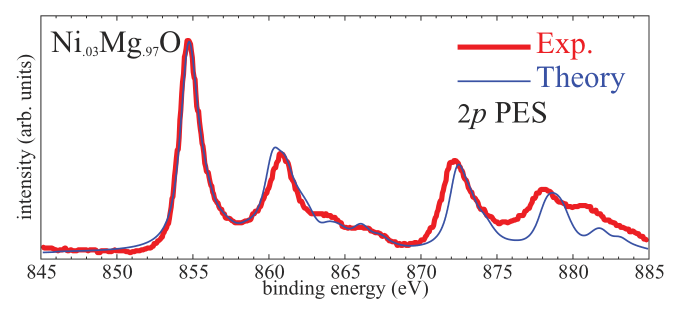 Ni.03Mg.97O
Exp.
Theory
2p PES
intensity (arb. units)
845 850 855 860 865 870 875 880 885
binding energy (eV)